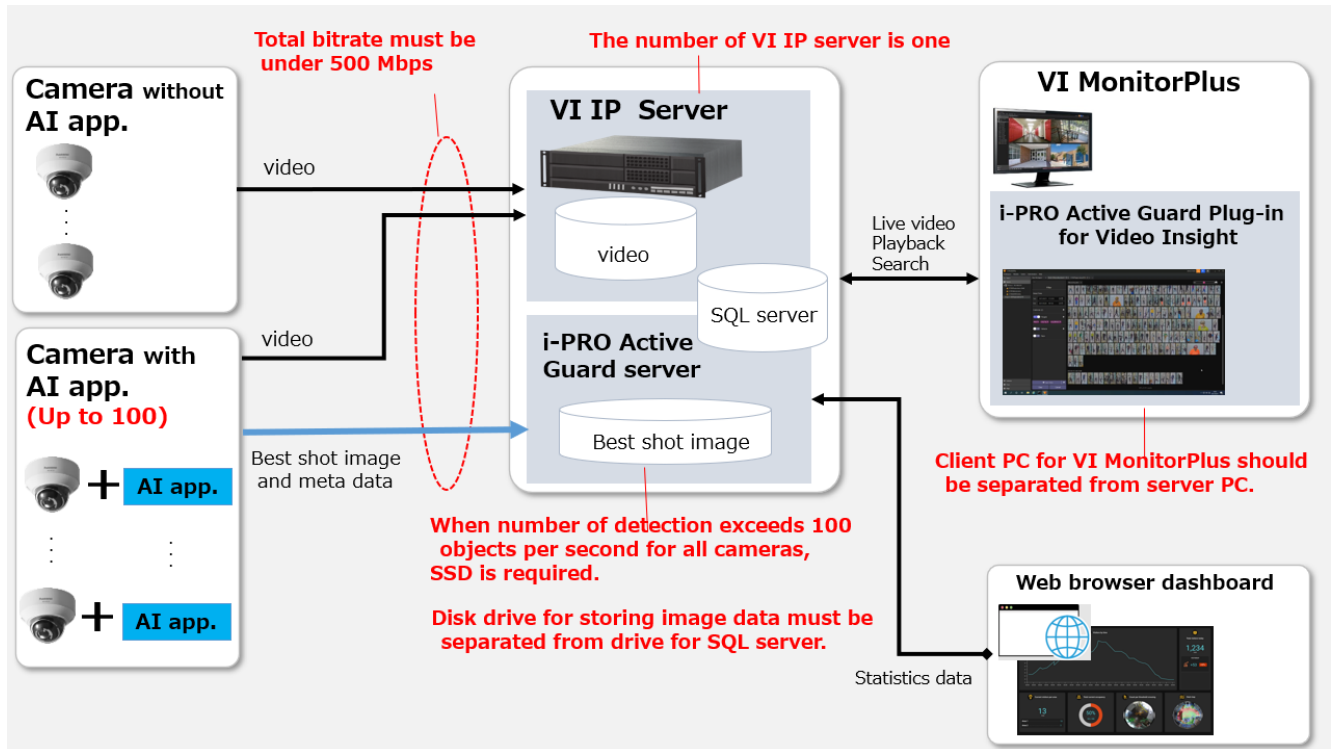 Total bitrate must be
under 500 Mbps
The number of VI IP server is one
Camera without
AI app.
video
VI IP Server
video
SQL server
VI MonitorPlus
i-PRO Active Guard Plug-in
for Video Insight
Live video
Playback
Search
Camera with
AI app.
(Up to 100)
video
AI app.
AI app.
Best shot image
and meta data
i-PRO Active
Guard server
Best shot image
Client PC for VI MonitorPlus should
be separated from server PC.
When number of detection exceeds 100
objects per second for all cameras,
SSD is required.
Disk drive for storing image data must be
separated from drive for SQL server.
Web browser dashboard
1,234
13
50%
Statistics data